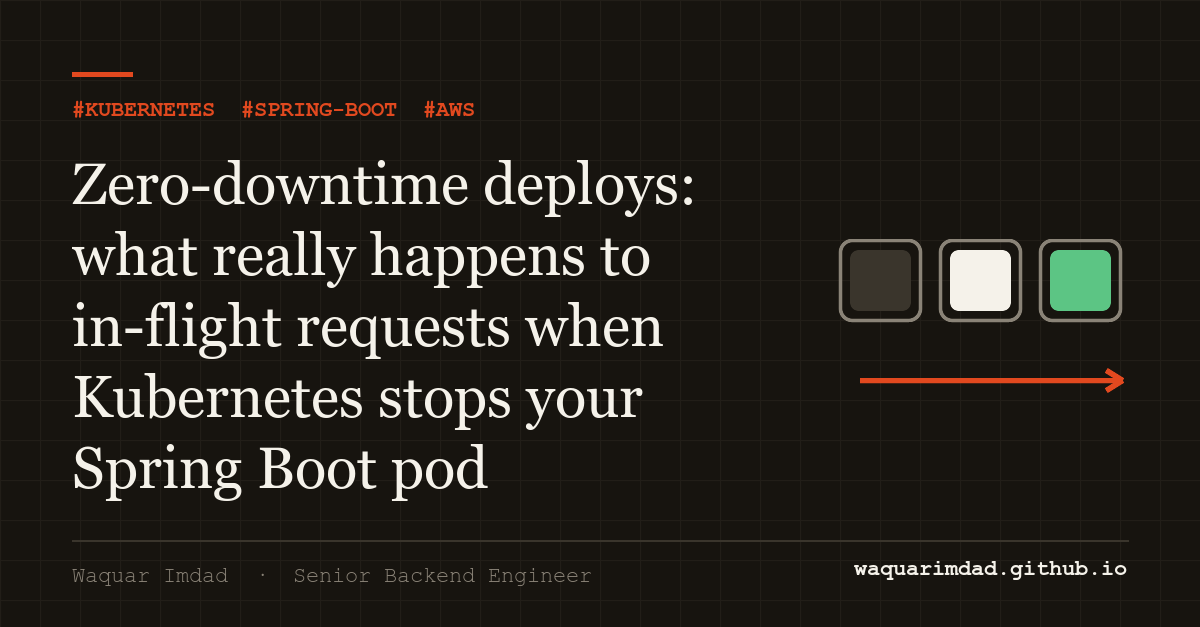 #KUBERNETES #SPRING-BOOT #AWS
Zero-downtime deploys:
what really happens to
in-flight requests when
Kubernetes stops your
Spring Boot pod
Waquar Imdad · Senior Backend Engineer
waquarimdad.github.io